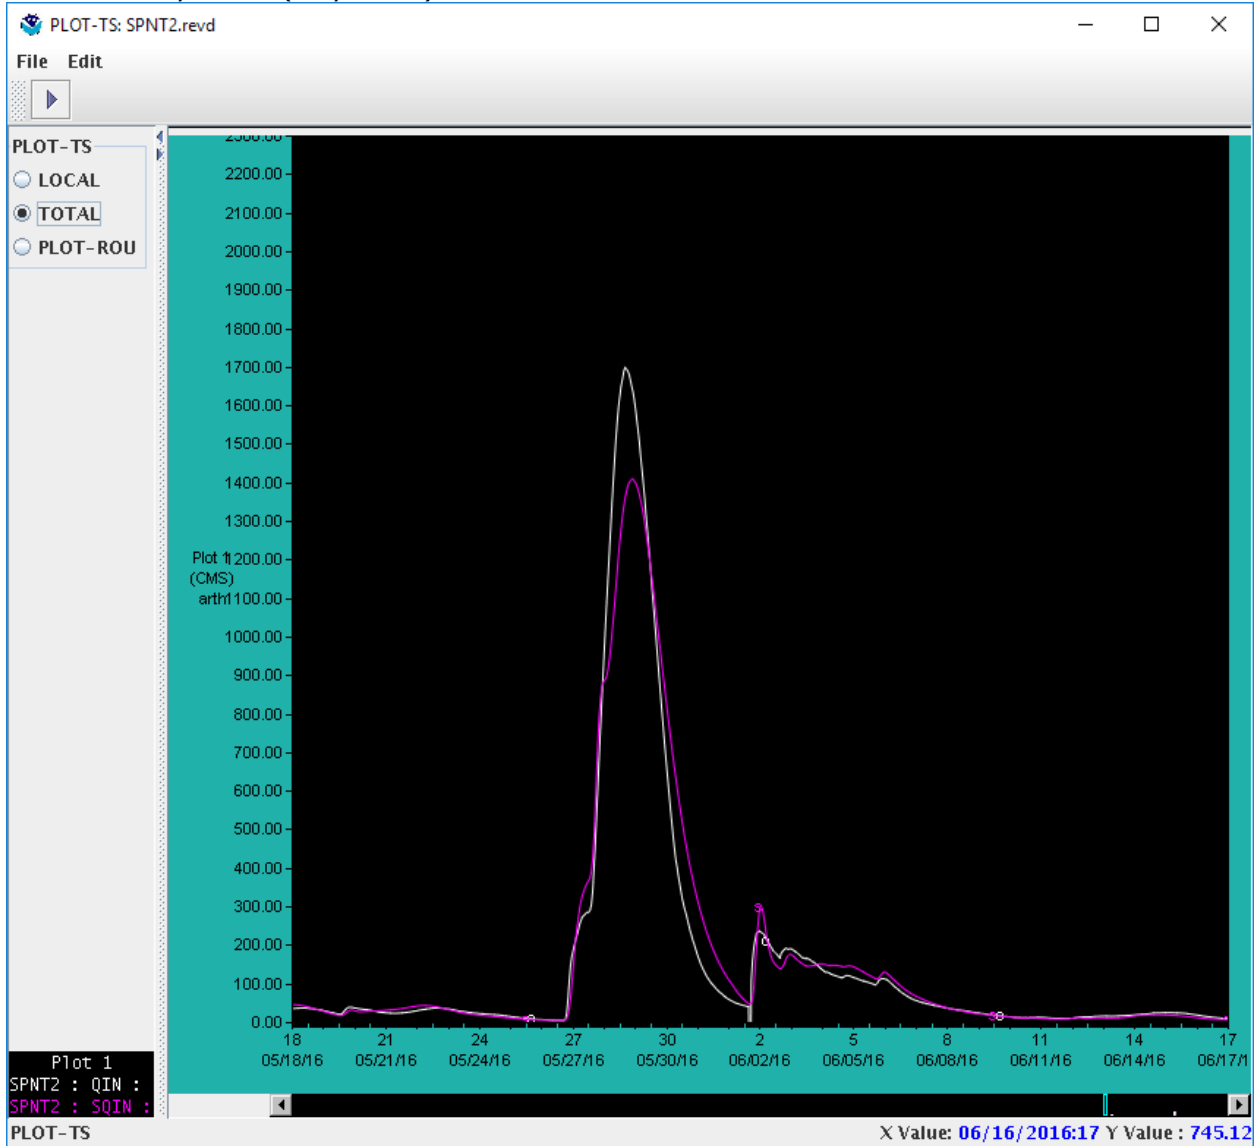 PLOT-TS: SPNT2.revd
File Edit
PLOT-TS
LOCAL
TOTAL
PLOT-ROU
2300.00
2200.00
2100.00
2000.00
1900.00
1800.00
1700.00
1600.00
1500.00
1400.00
1300.00
Plot 1 1200.00
(CMS)
arth1 1100.00
1000.00
900.00
800.00
700.00
600.00
500.00
400.00
300.00
200.00
100.00
0.00
18 21 24 27 30 2 5 8 11 14 17
05/18/16 05/21/16 05/24/16 05/27/16 05/30/16 06/02/16 06/05/16 06/08/16 06/11/16 06/14/16 06/17/1
Plot 1
SPNT2 : QIN :
SPNT2 : SQIN :
PLOT-TS X Value: 06/16/2016:17 Y Value : 745.12